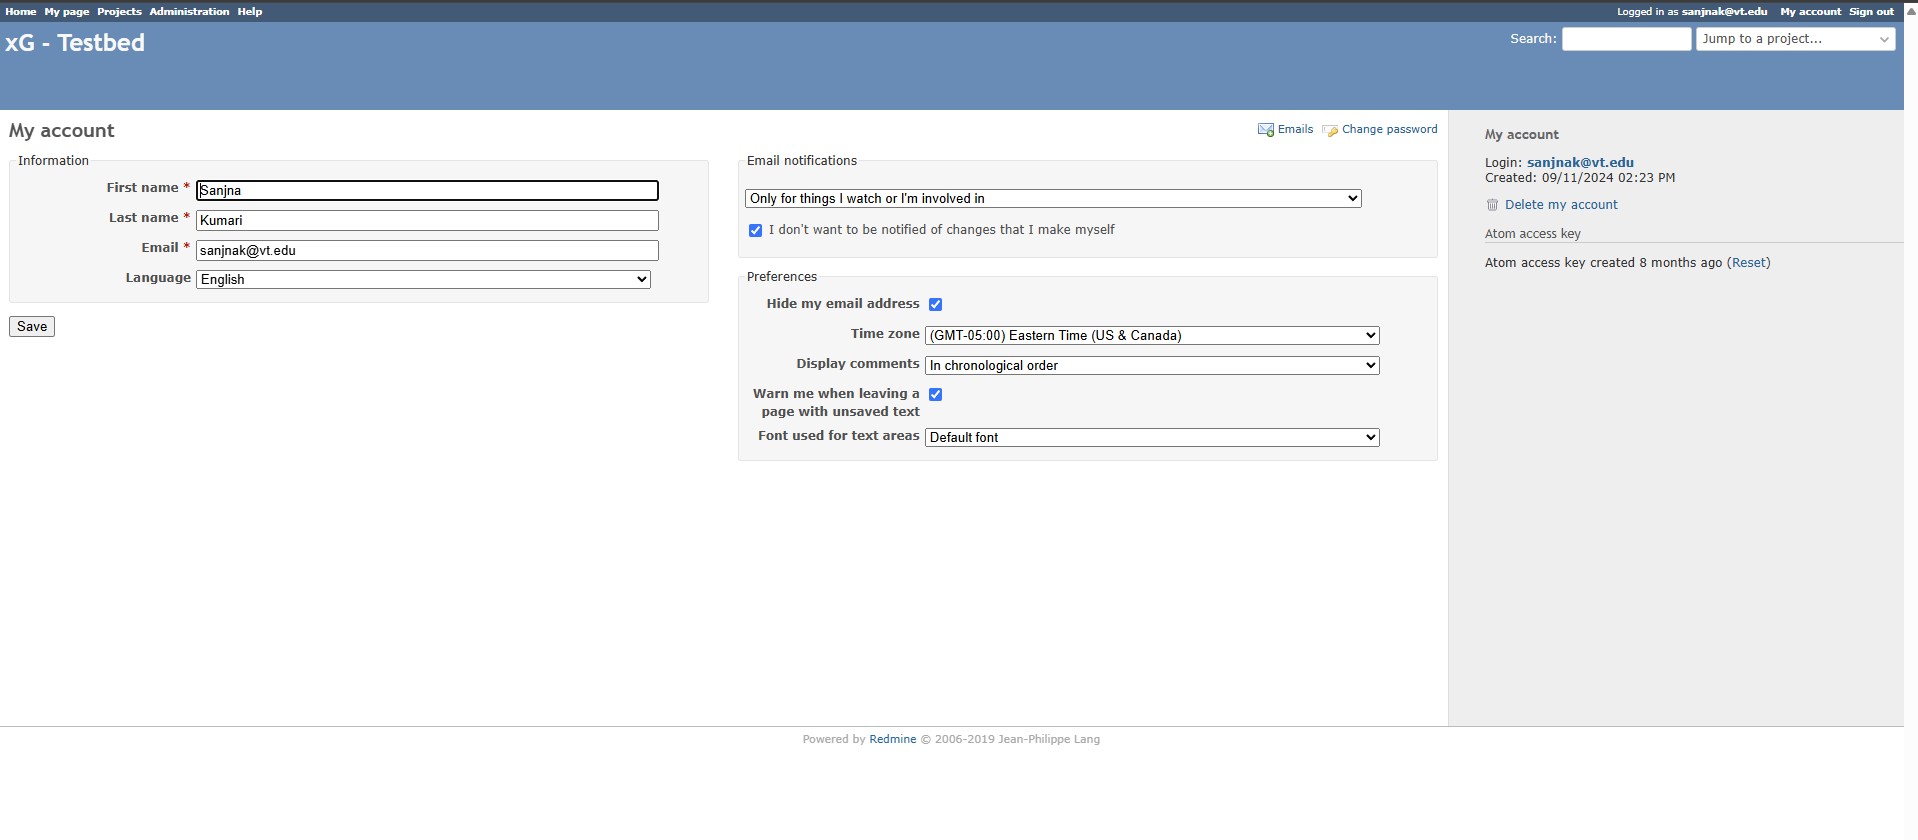 Home My page Projects Administration Help
Logged in as sanjnak@vt.edu My account Sign out
xG - Testbed
Search: Jump to a project...
My account
Emails Change password
Information
First name * Sanjna
Last name * Kumari
Email * sanjnak@vt.edu
Language English
Save
Email notifications
Only for things I watch or I'm involved in
I don't want to be notified of changes that I make myself
Preferences
Hide my email address
Time zone (GMT-05:00) Eastern Time (US & Canada)
Display comments In chronological order
Warn me when leaving a
page with unsaved text
Font used for text areas Default font
My account
Login: sanjnak@vt.edu
Created: 09/11/2024 02:23 PM
Delete my account
Atom access key
Atom access key created 8 months ago (Reset)
Powered by Redmine © 2006-2019 Jean-Philippe Lang